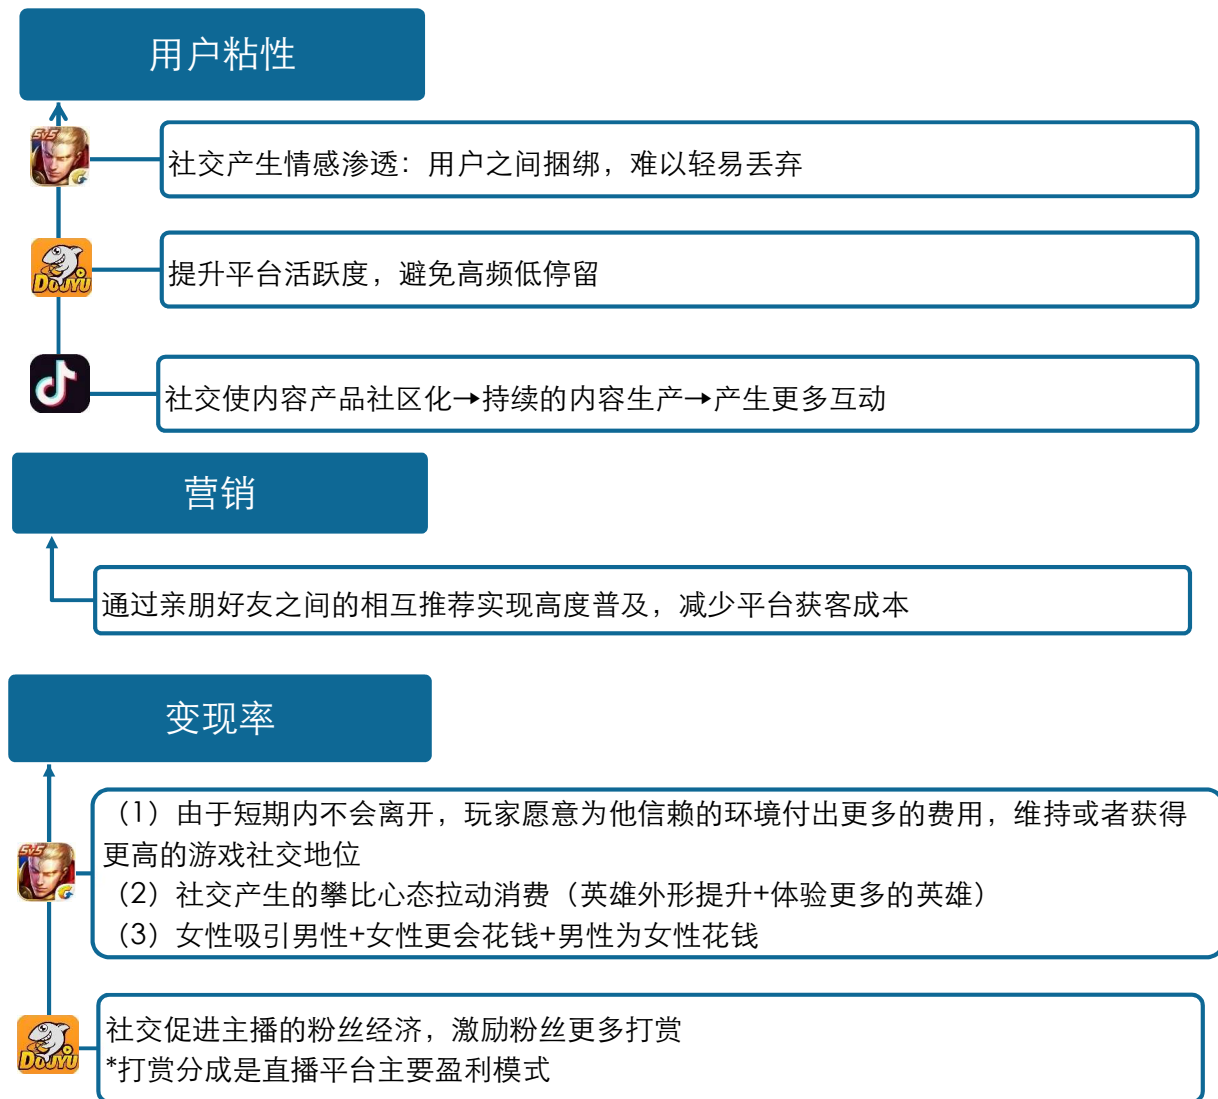 用户粘性
5v5
社交产生情感渗透：用户之间捆绑，难以轻易丢弃
DOUYU
提升平台活跃度，避免高频低停留
社交使内容产品社区化→持续的内容生产→产生更多互动
营销
通过亲朋好友之间的相互推荐实现高度普及，减少平台获客成本
变现率
（1）由于短期内不会离开，玩家愿意为他信赖的环境付出更多的费用，维持或者获得
更高的游戏社交地位
5v5
（2）社交产生的攀比心态拉动消费（英雄外形提升+体验更多的英雄）
（3）女性吸引男性+女性更会花钱+男性为女性花钱
社交促进主播的粉丝经济，激励粉丝更多打赏
DOUYU
*打赏分成是直播平台主要盈利模式